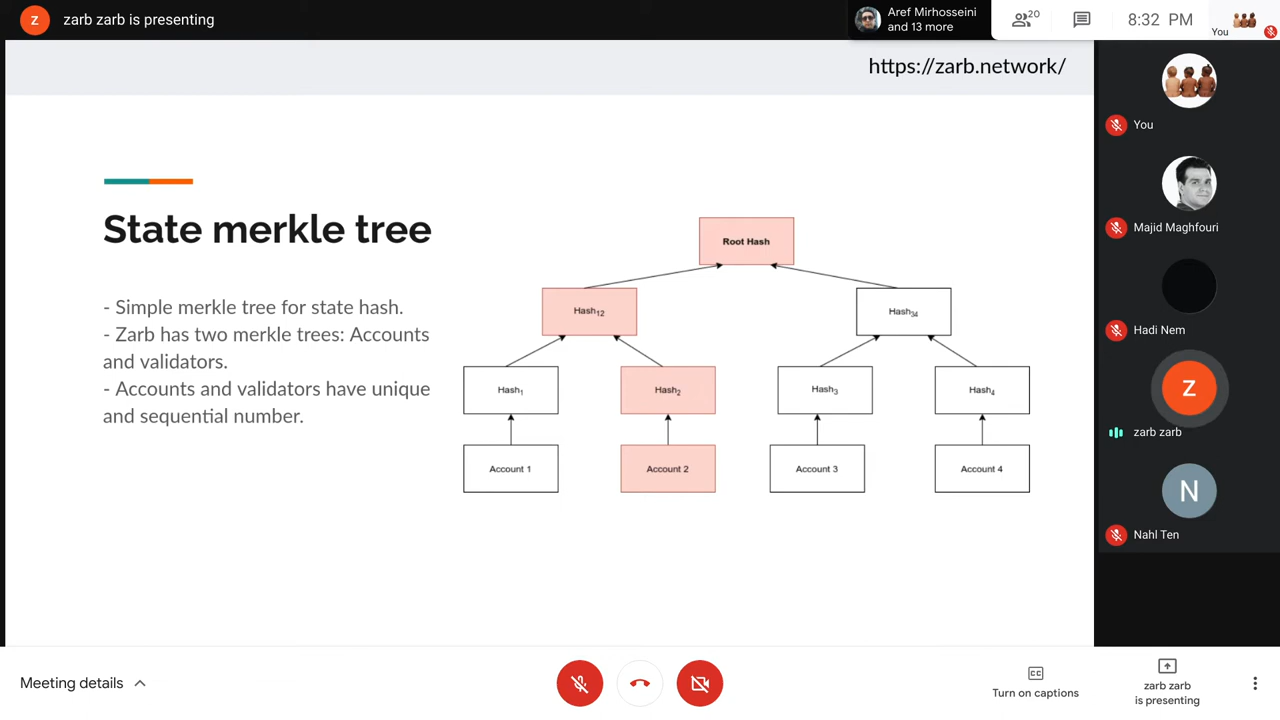 Z
zarb zarb is presenting
Aref Mirhosseini
and 13 more
20
8:32 PM
You
https://zarb.network/
State merkle tree
- Simple merkle tree for state hash.
- Zarb has two merkle trees: Accounts
and validators.
- Accounts and validators have unique
and sequential number.
Root Hash
Hash12
Hash34
Hash1
Hash2
Hash3
Hash4
Account 1
Account 2
Account 3
Account 4
You
Majid Maghfouri
Hadi Nem
Z
zarb zarb
N
Nahl Ten
Meeting details
CC
Turn on captions
zarb zarb
is presenting